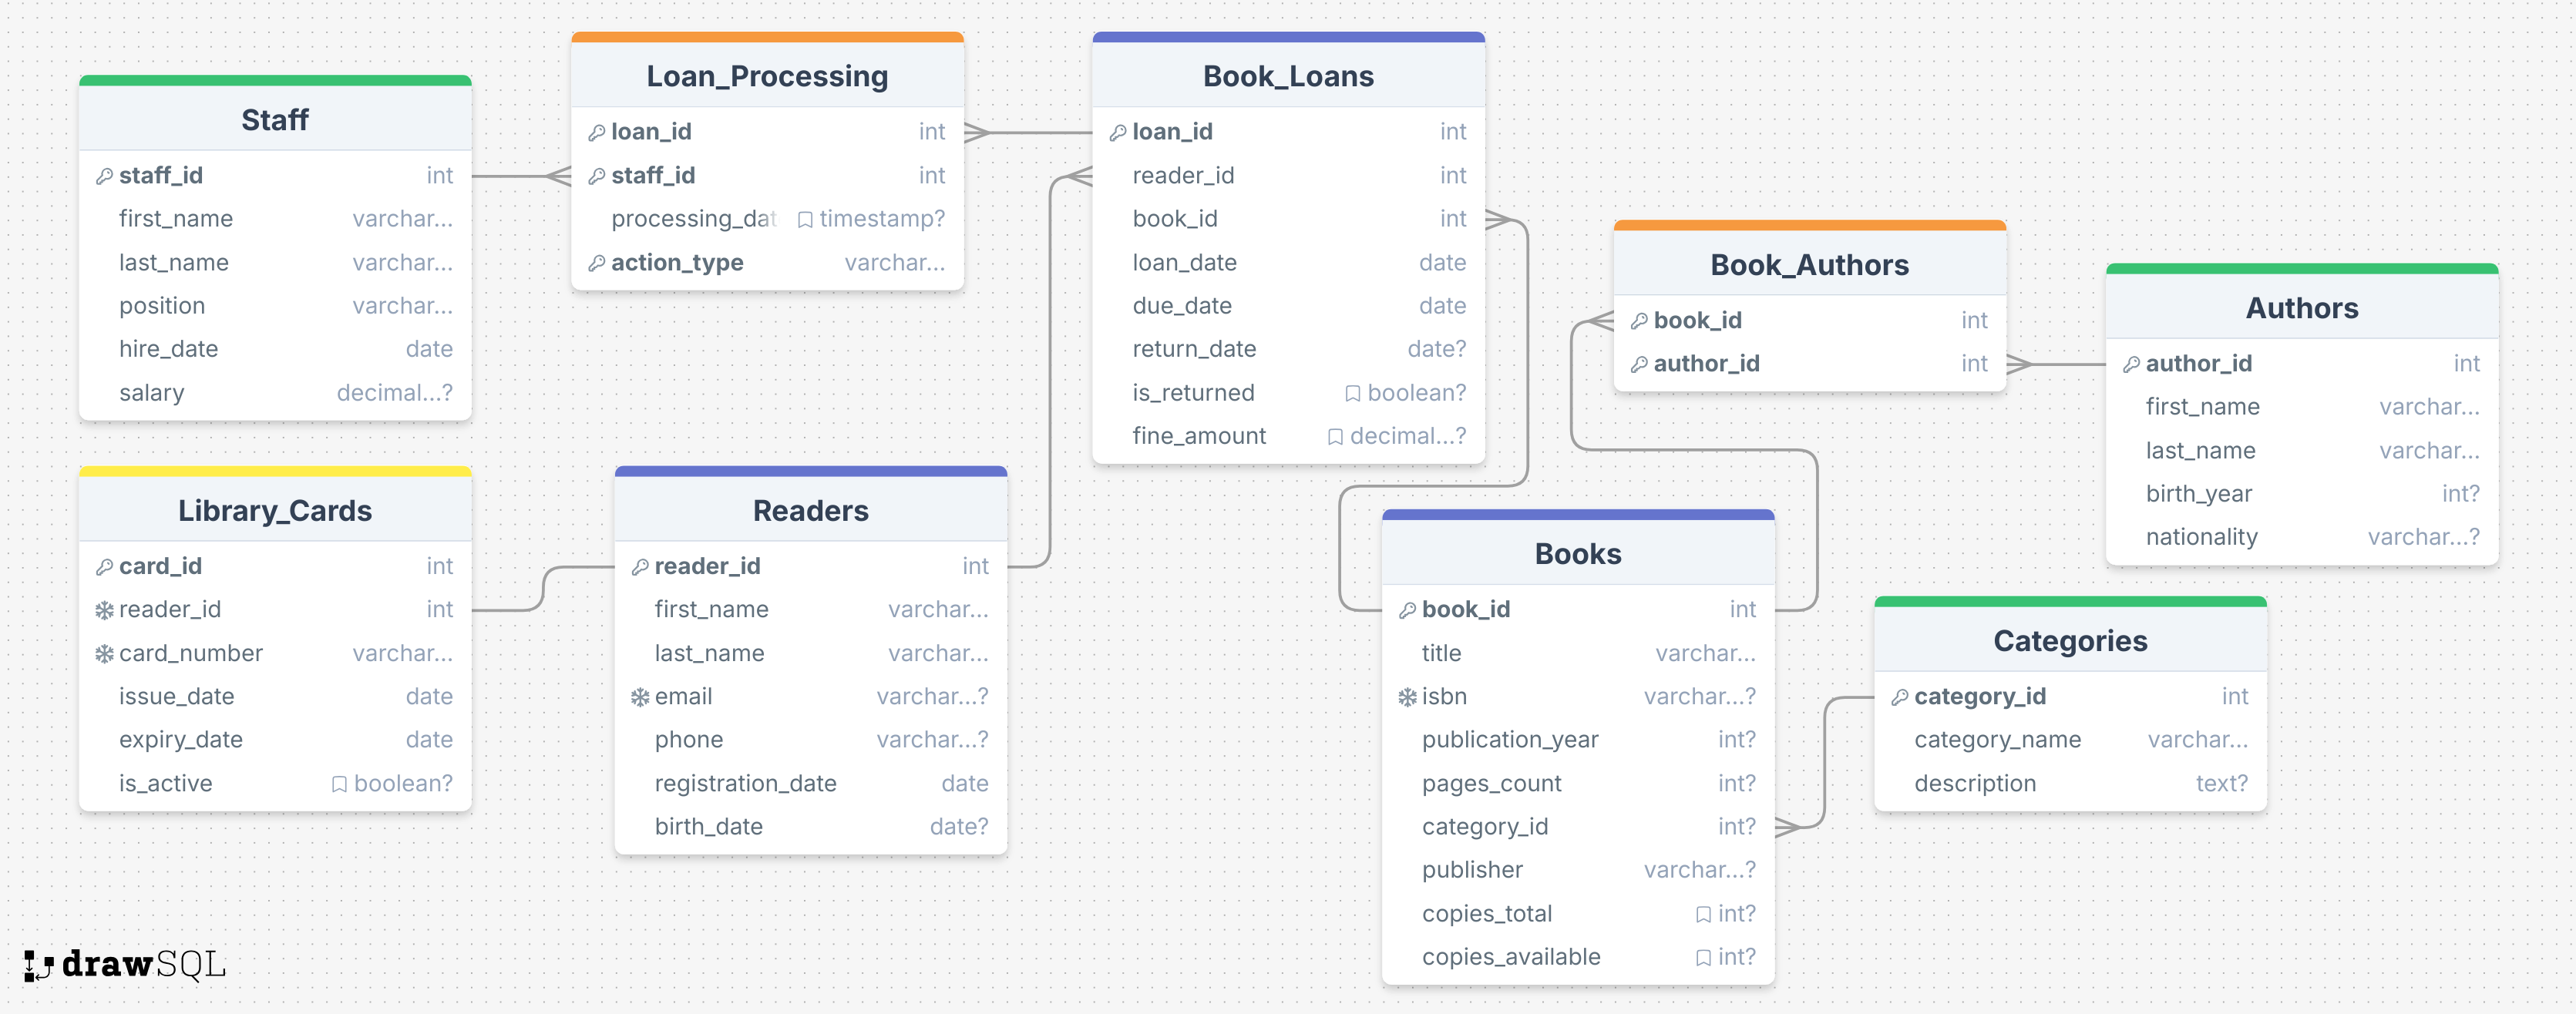 Staff
staff_id int
first_name varchar...
last_name varchar...
position varchar...
hire_date date
salary decimal...?
Loan_Processing
loan_id int
staff_id int
processing_dat timestamp?
action_type varchar...
Book_Loans
loan_id int
reader_id int
book_id int
loan_date date
due_date date
return_date date?
is_returned boolean?
fine_amount decimal...?
Book_Authors
book_id int
author_id int
Authors
author_id int
first_name varchar...
last_name varchar...
birth_year int?
nationality varchar...?
Library_Cards
card_id int
reader_id int
card_number varchar...
issue_date date
expiry_date date
is_active boolean?
Readers
reader_id int
first_name varchar...
last_name varchar...
email varchar...?
phone varchar...?
registration_date date
birth_date date?
Books
book_id int
title varchar...
isbn varchar...?
publication_year int?
pages_count int?
category_id int?
publisher varchar...?
copies_total int?
copies_available int?
Categories
category_id int
category_name varchar...
description text?
drawSQL